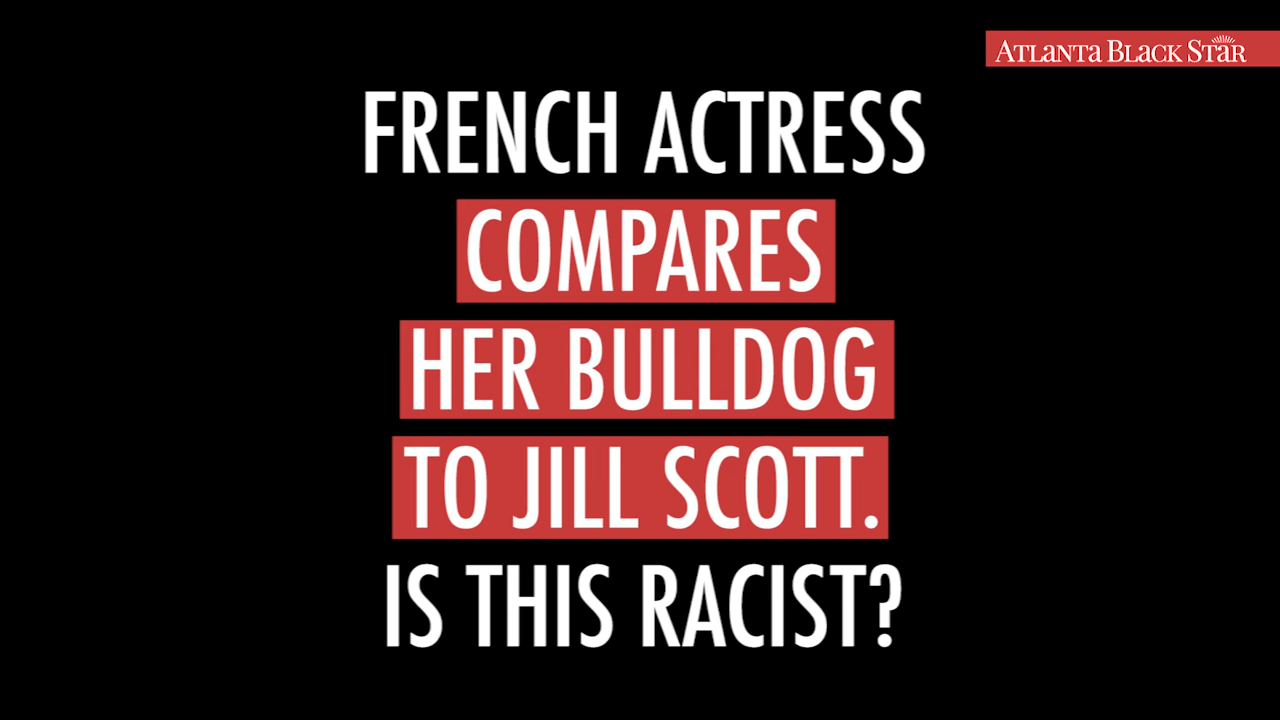 ATLANTA BLACK STAR
FRENCH ACTRESS
COMPARES
HER BULLDOG
TO JILL SCOTT.
IS THIS RACIST?